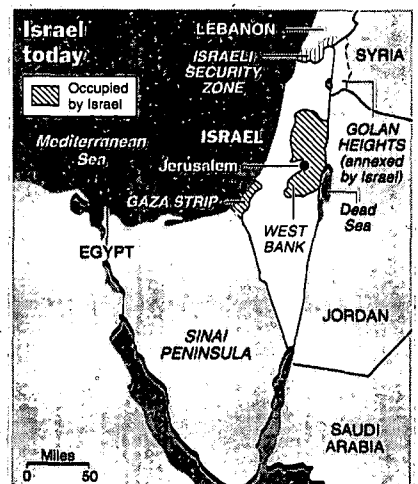 Israel
today
Occupied
by Israel
Mediterranean
Sea
LEBANON
ISRAELI
SECURITY
ZONE
SYRIA
ISRAEL
Jerusalem
GOLAN
HEIGHTS
(annexed
by Israel)
GAZA STRIP
WEST
BANK
Dead
Sea
EGYPT
JORDAN
SINAI
PENINSULA
SAUDI
ARABIA
Miles
0 50